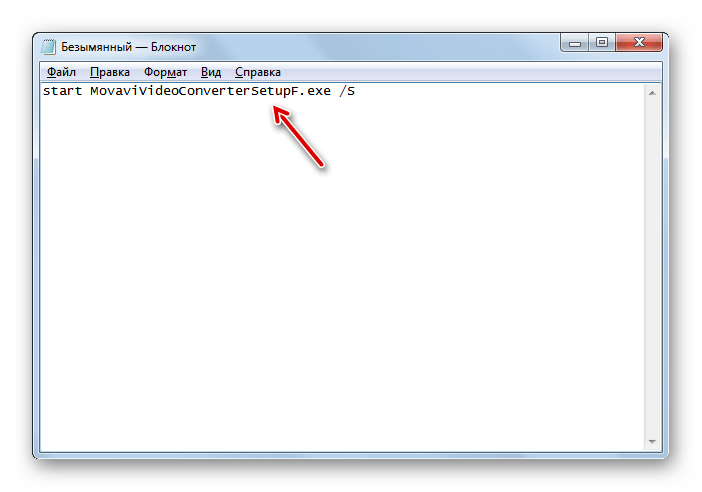 Безымянный — Блокнот
Файл Правка Формат Вид Справка
start MovaviVideoConverterSetupF.exe /S